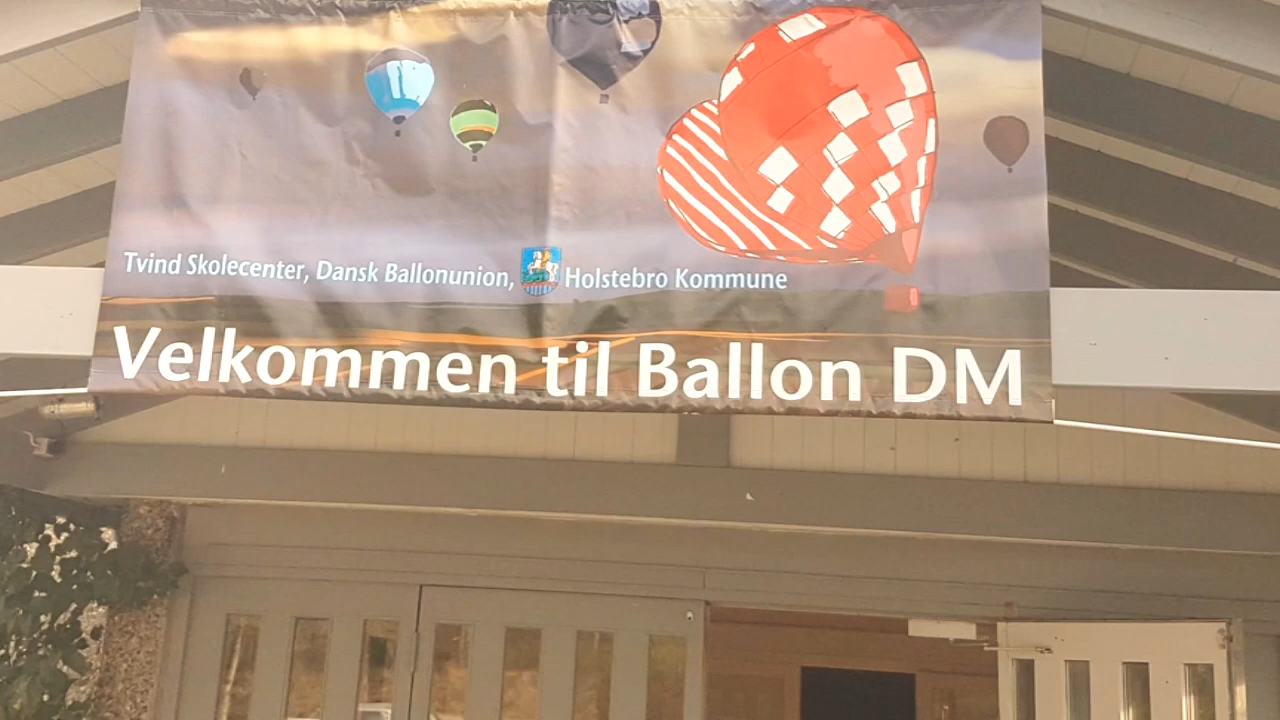 Tvind Skolecenter, Dansk Ballonunion, Holstebro Kommune
Velkommen til Ballon DM